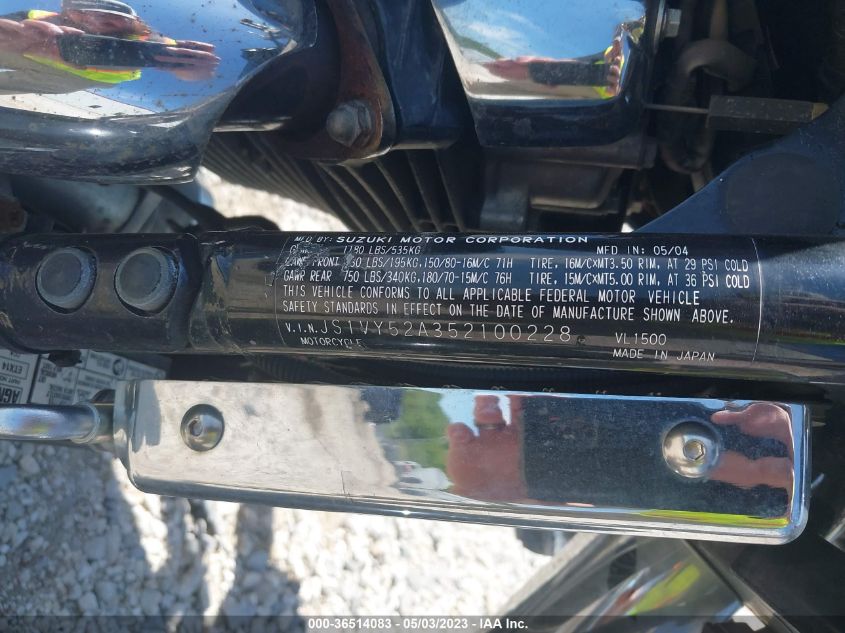 MFD BY: SUZUKI MOTOR CORPORATION MFD IN: 05/04
1190 LBS/535KG
FRONT 195KG, 150/80-16M/C 71H TIRE, 16M/CXMT3.50 RIM, AT 29 PSI COLD
GAWR REAR 750 LBS/340KG, 180/70-15M/C 76H TIRE, 15M/CXMT5.00 RIM, AT 36 PSI COLD
THIS VEHICLE CONFORMS TO ALL APPLICABLE FEDERAL MOTOR VEHICLE
SAFETY STANDARDS IN EFFECT ON THE DATE OF MANUFACTURE SHOWN ABOVE.
V.I.N. JS1VY52A352100228 VL1500
MOTORCYCLE MADE IN JAPAN
ETX14
000-36514083 - 05/03/2023 - IAA Inc.